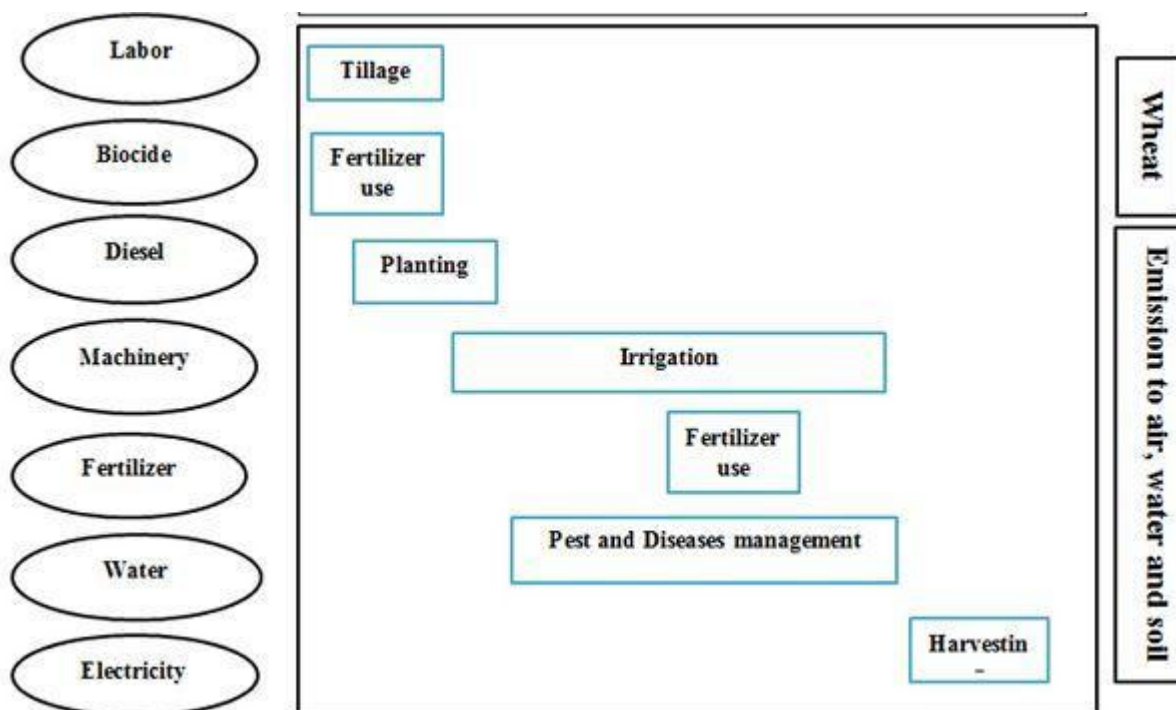 Labor
Biocide
Diesel
Machinery
Fertilizer
Water
Electricity
Tillage
Fertilizer
use
Planting
Irrigation
Fertilizer
use
Pest and Diseases management
Harvestin
Wheat
Emission to air, water and soil